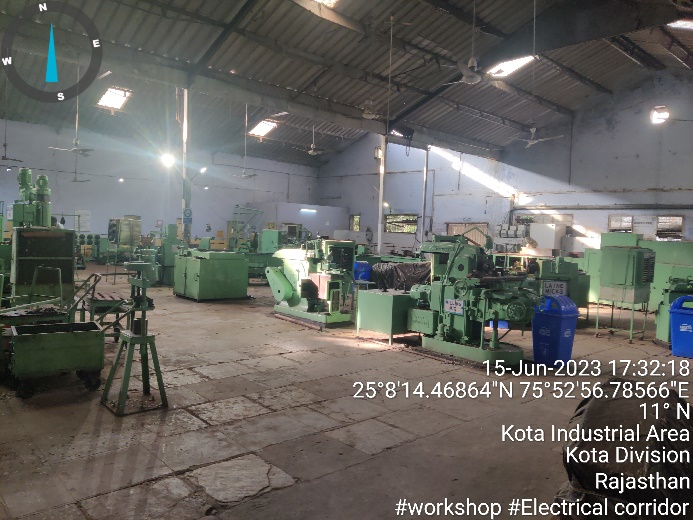 N
W E
S
15-Jun-2023 17:32:18
25°8'14.46864"N 75°52'56.78566"E
11° N
Kota Industrial Area
Kota Division
Rajasthan
#workshop #Electrical corridor